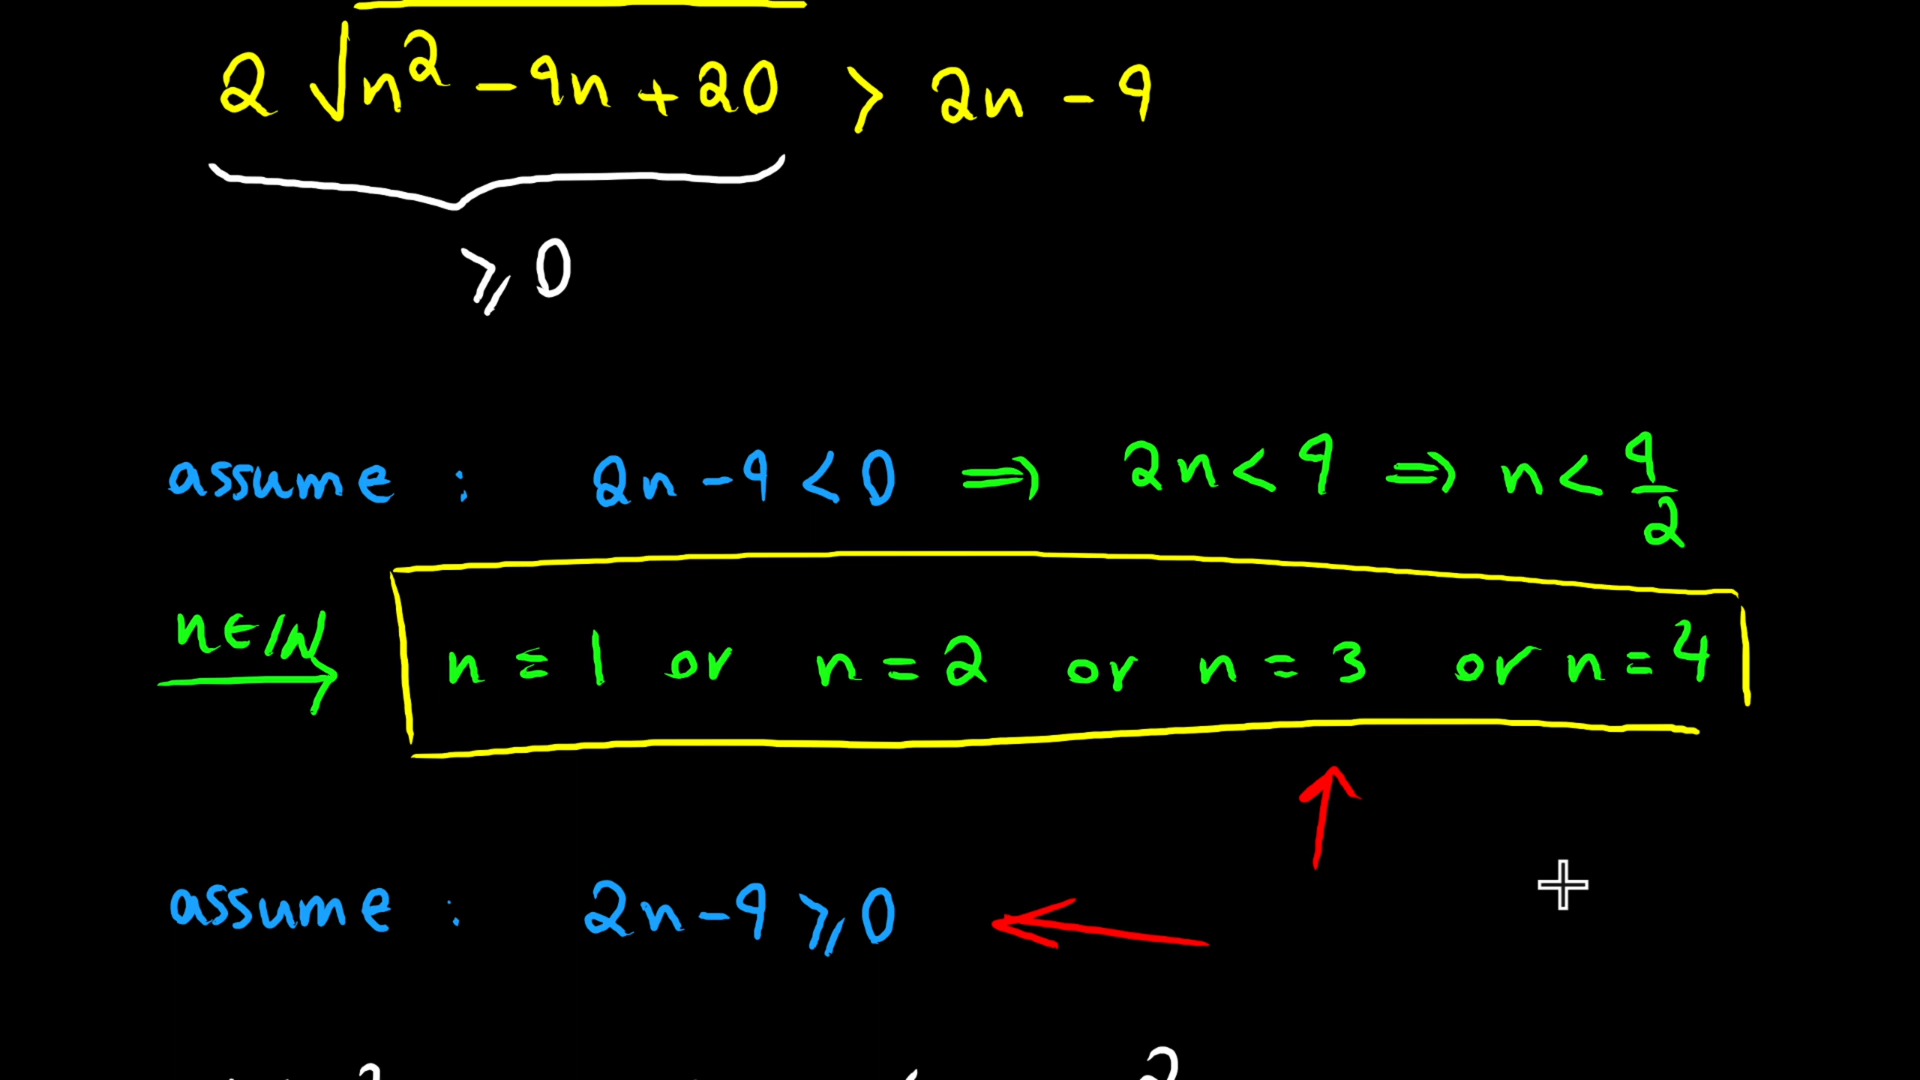 2 √(n² - 9n + 20) > 2n - 9
⩾ 0
assume : 2n - 9 < 0 ⟹ 2n < 9 ⟹ n < 9/2
n∈ℕ → n = 1 or n = 2 or n = 3 or n = 4
assume : 2n - 9 ⩾ 0